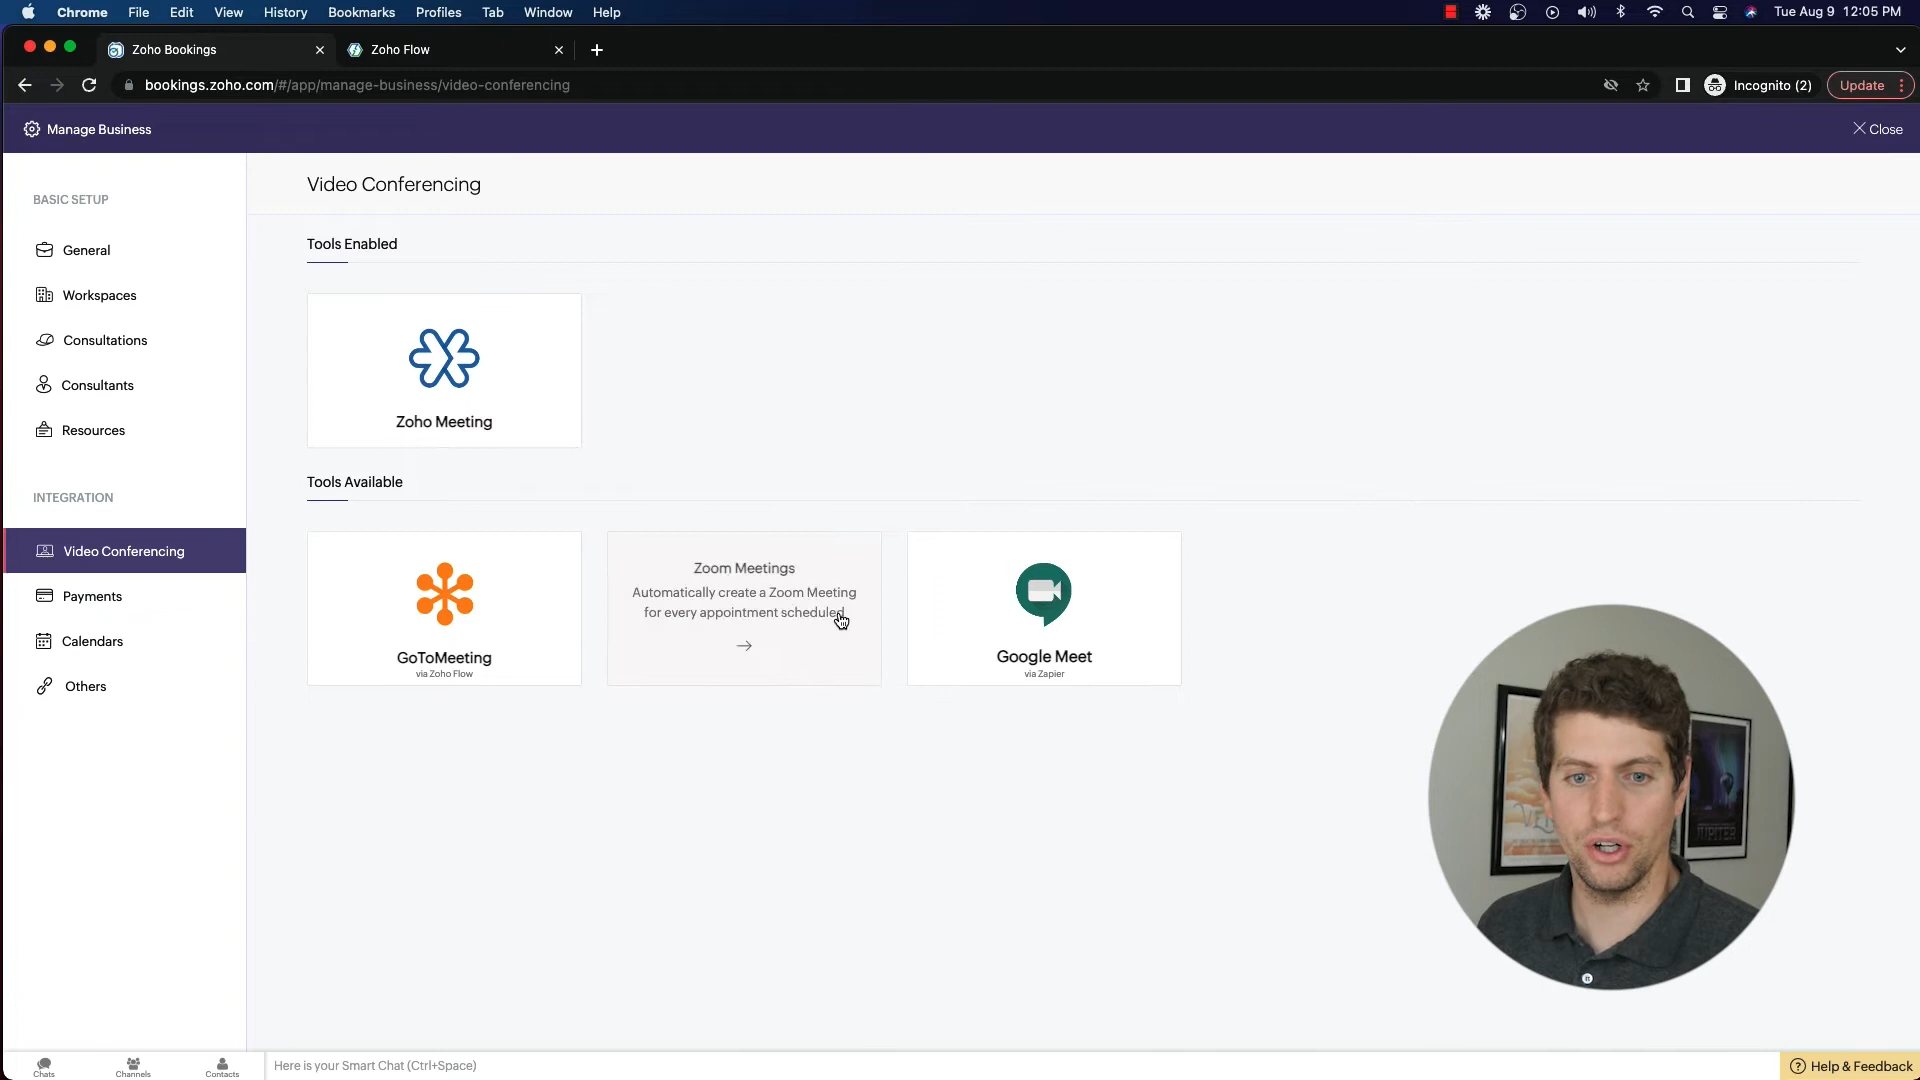 Chrome File Edit View History Bookmarks Profiles Tab Window Help Tue Aug 9 12:05 PM
Zoho Bookings Zoho Flow
bookings.zoho.com/#/app/manage-business/video-conferencing Incognito (2) Update
Manage Business Close
Video Conferencing
BASIC SETUP
General
Workspaces
Consultations
Consultants
Resources
INTEGRATION
Video Conferencing
Payments
Calendars
Others
Tools Enabled
Zoho Meeting
Tools Available
GoToMeeting
via Zoho Flow
Zoom Meetings
Automatically create a Zoom Meeting
for every appointment scheduled
Google Meet
via Zapier
JUPITER
Chats Channels Contacts Here is your Smart Chat (Ctrl+Space) Help & Feedback